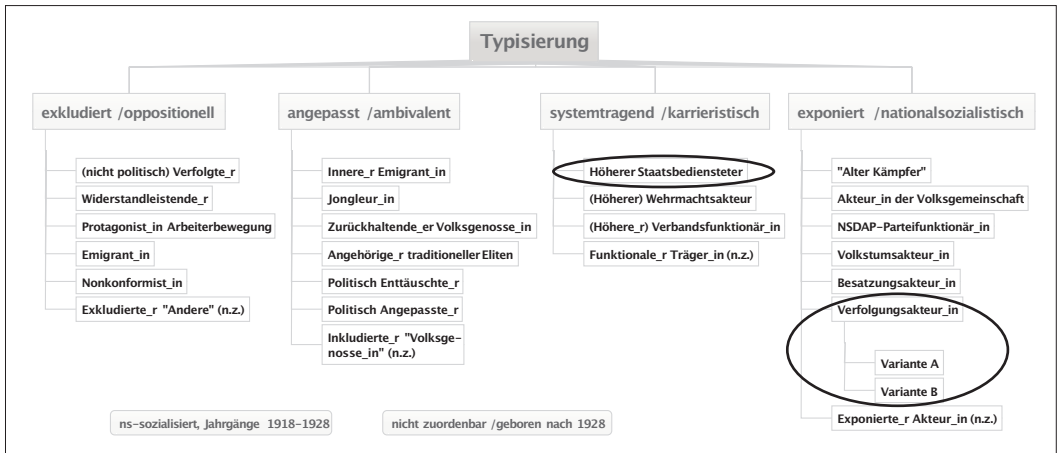 Typisierung
exkludiert /oppositionell
(nicht politisch) Verfolgte_r
Widerstandleistende_r
Protagonist_in Arbeiterbewegung
Emigrant_in
Nonkonformist_in
Exkludierte_r "Andere" (n.z.)
angepasst /ambivalent
Innere_r Emigrant_in
Jongleur_in
Zurückhaltende_er Volksgenosse_in
Angehörige_r traditioneller Eliten
Politisch Enttäuschte_r
Politisch Angepasste_r
Inkludierte_r "Volksge-
nosse_in" (n.z.)
systemtragend /karrieristisch
Höherer Staatsbediensteter
(Höherer) Wehrmachtsakteur
(Höhere_r) Verbandsfunktionär_in
Funktionale_r Träger_in (n.z.)
exponiert /nationalsozialistisch
"Alter Kämpfer"
Akteur_in der Volksgemeinschaft
NSDAP-Parteifunktionär_in
Volkstumsakteur_in
Besatzungsakteur_in
Verfolgungsakteur_in
Variante A
Variante B
Exponierte_r Akteur_in (n.z.)
ns-sozialisiert, Jahrgänge 1918-1928
nicht zuordenbar /geboren nach 1928